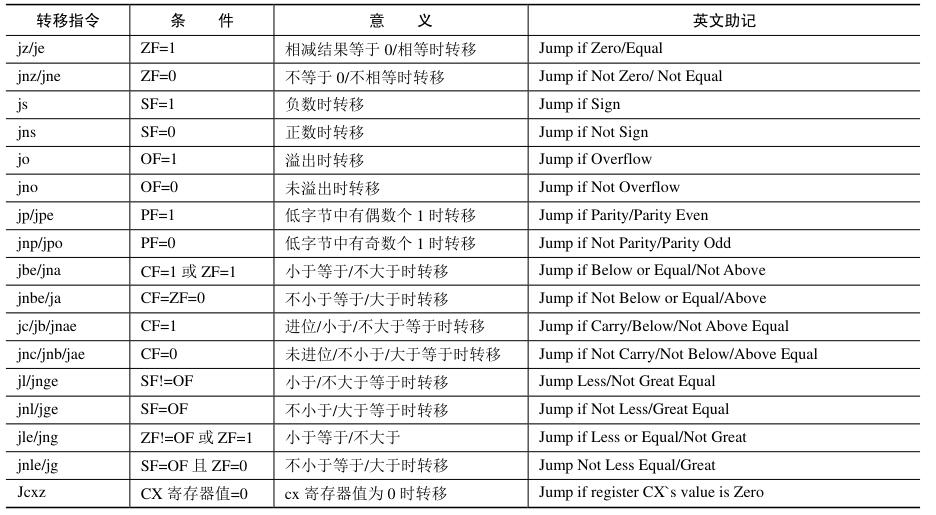 转移指令 条 件 意 义 英文助记
jz/je ZF=1 相减结果等于 0/相等时转移 Jump if Zero/Equal
jnz/jne ZF=0 不等于 0/不相等时转移 Jump if Not Zero/ Not Equal
js SF=1 负数时转移 Jump if Sign
jns SF=0 正数时转移 Jump if Not Sign
jo OF=1 溢出时转移 Jump if Overflow
jno OF=0 未溢出时转移 Jump if Not Overflow
jp/jpe PF=1 低字节中有偶数个 1 时转移 Jump if Parity/Parity Even
jnp/jpo PF=0 低字节中有奇数个 1 时转移 Jump if Not Parity/Parity Odd
jbe/jna CF=1 或 ZF=1 小于等于/不大于时转移 Jump if Below or Equal/Not Above
jnbe/ja CF=ZF=0 不小于等于/大于时转移 Jump if Not Below or Equal/Above
jc/jb/jnae CF=1 进位/小于/不大于等于时转移 Jump if Carry/Below/Not Above Equal
jnc/jnb/jae CF=0 未进位/不小于/大于等于时转移 Jump if Not Carry/Not Below/Above Equal
jl/jnge SF!=OF 小于/不大于等于时转移 Jump Less/Not Great Equal
jnl/jge SF=OF 不小于/大于等于时转移 Jump if Not Less/Great Equal
jle/jng ZF!=OF 或 ZF=1 小于等于/不大于 Jump if Less or Equal/Not Great
jnle/jg SF=OF 且 ZF=0 不小于等于/大于时转移 Jump Not Less Equal/Great
Jcxz CX 寄存器值=0 cx 寄存器值为 0 时转移 Jump if register CX`s value is Zero